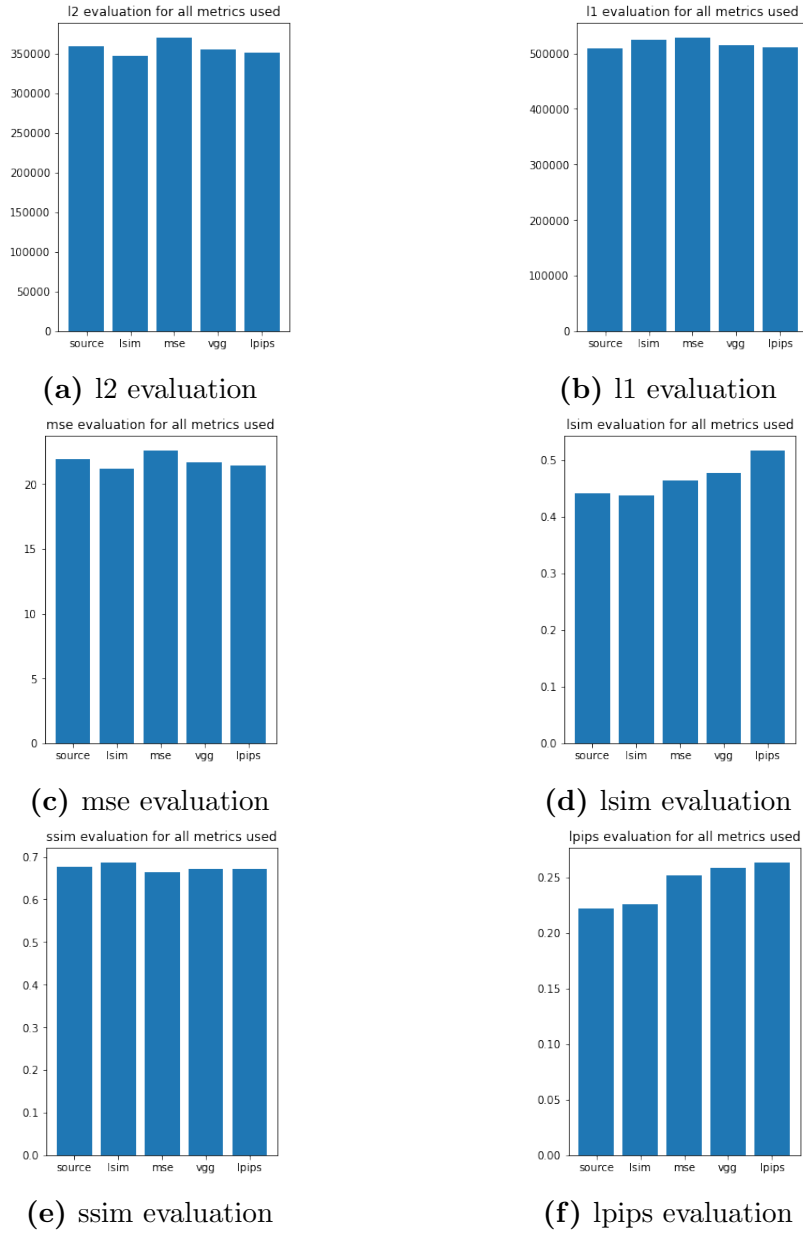 l2 evaluation for all metrics used
350000
300000
250000
200000
150000
100000
50000
0
source lsim mse vgg lpips
(a) l2 evaluation
l1 evaluation for all metrics used
500000
400000
300000
200000
100000
0
source lsim mse vgg lpips
(b) l1 evaluation
mse evaluation for all metrics used
20
15
10
5
0
source lsim mse vgg lpips
(c) mse evaluation
lsim evaluation for all metrics used
0.5
0.4
0.3
0.2
0.1
0.0
source lsim mse vgg lpips
(d) lsim evaluation
ssim evaluation for all metrics used
0.7
0.6
0.5
0.4
0.3
0.2
0.1
0.0
source lsim mse vgg lpips
(e) ssim evaluation
lpips evaluation for all metrics used
0.25
0.20
0.15
0.10
0.05
0.00
source lsim mse vgg lpips
(f) lpips evaluation